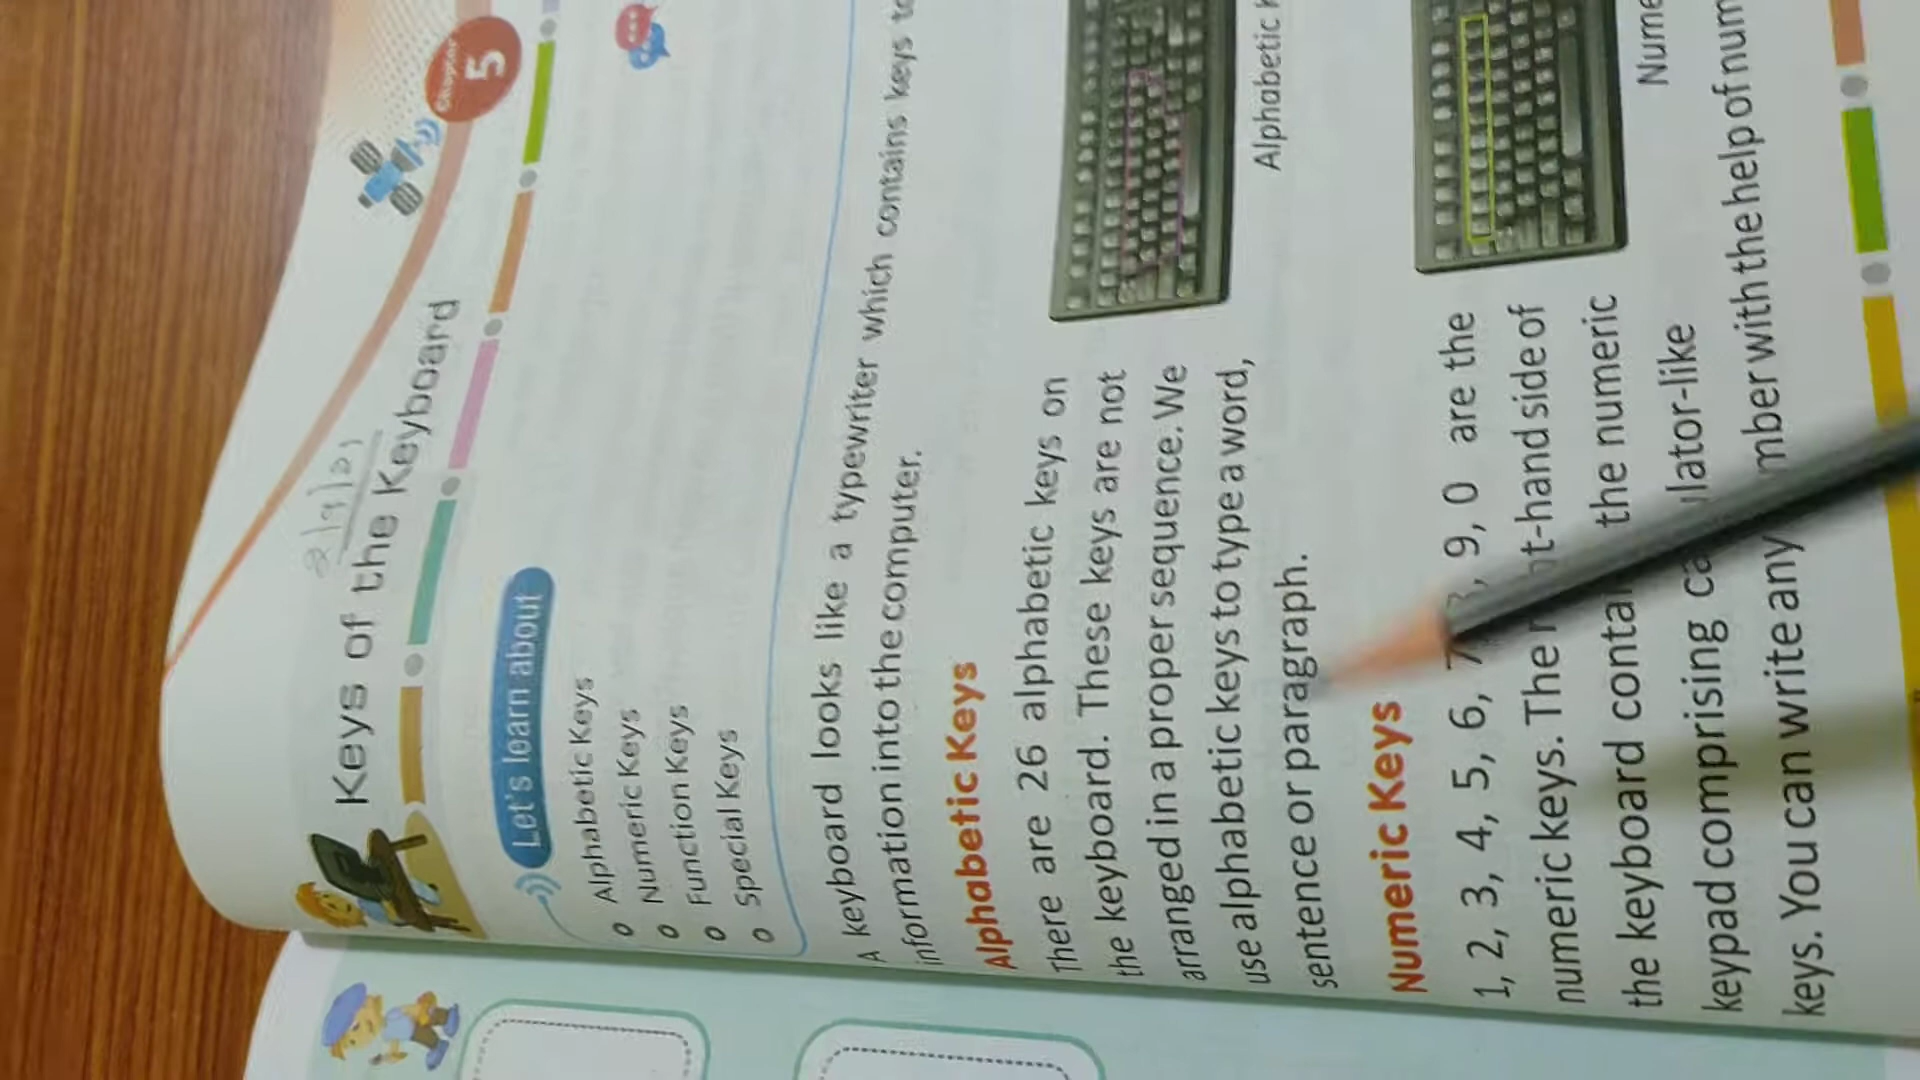 Chapter
5
Keys of the Keyboard
Let's learn about
o Alphabetic Keys
o Numeric Keys
o Function Keys
o Special Keys
A keyboard looks like a typewriter which contains keys
information into the computer.
Alphabetic Keys
There are 26 alphabetic keys on
the keyboard. These keys are not
arranged in a proper sequence. We
use alphabetic keys to type a word,
sentence or paragraph.
Alphabetic
Numeric Keys
1, 2, 3, 4, 5, 6, 9, 0 are the
numeric keys. The t-hand side of
the keyboard the numeric
keypad comprising lator-like
keys. You can write any mber with the help of num
Nume